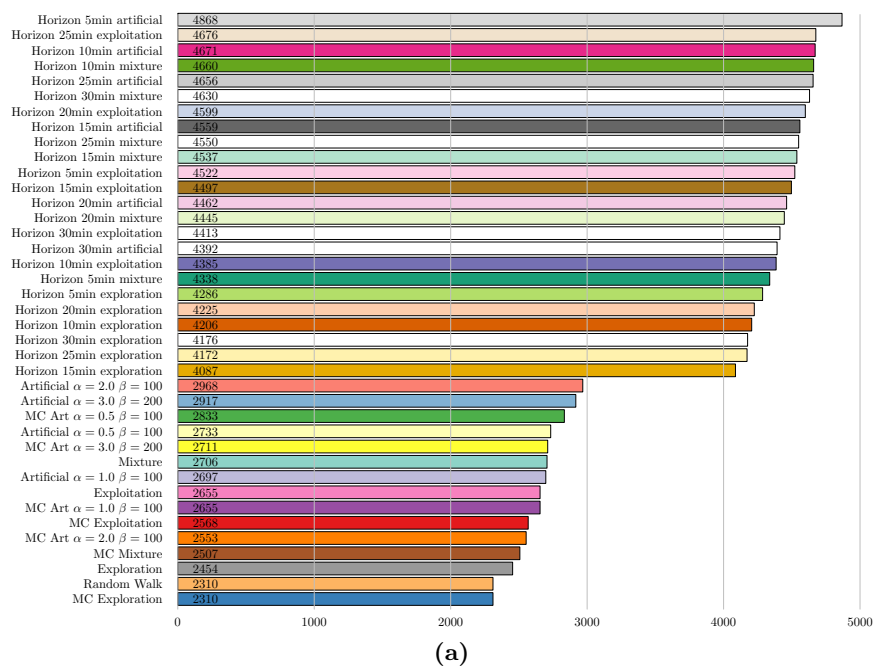 Horizon 5min artificial 4868
Horizon 25min exploitation 4676
Horizon 10min artificial 4671
Horizon 10min mixture 4660
Horizon 25min artificial 4656
Horizon 30min mixture 4630
Horizon 20min exploitation 4599
Horizon 15min artificial 4559
Horizon 25min mixture 4550
Horizon 15min mixture 4537
Horizon 5min exploitation 4522
Horizon 15min exploitation 4497
Horizon 20min artificial 4462
Horizon 20min mixture 4445
Horizon 30min exploitation 4413
Horizon 30min artificial 4392
Horizon 10min exploitation 4385
Horizon 5min mixture 4338
Horizon 5min exploration 4286
Horizon 20min exploration 4225
Horizon 10min exploration 4206
Horizon 30min exploration 4176
Horizon 25min exploration 4172
Horizon 15min exploration 4087
Artificial α = 2.0 β = 100 2968
Artificial α = 3.0 β = 200 2917
MC Art α = 0.5 β = 100 2833
Artificial α = 0.5 β = 100 2733
MC Art α = 3.0 β = 200 2711
Mixture 2706
Artificial α = 1.0 β = 100 2697
Exploitation 2655
MC Art α = 1.0 β = 100 2655
MC Exploitation 2568
MC Art α = 2.0 β = 100 2553
MC Mixture 2507
Exploration 2454
Random Walk 2310
MC Exploration 2310
0 1000 2000 3000 4000 5000
(a)